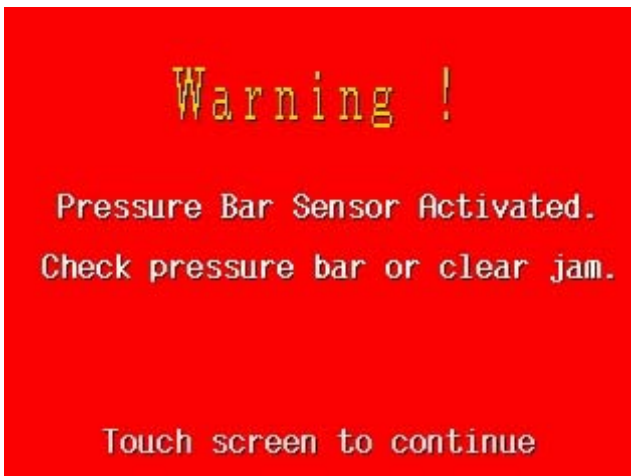 Warning !
Pressure Bar Sensor Activated.
Check pressure bar or clear jam.
Touch screen to continue